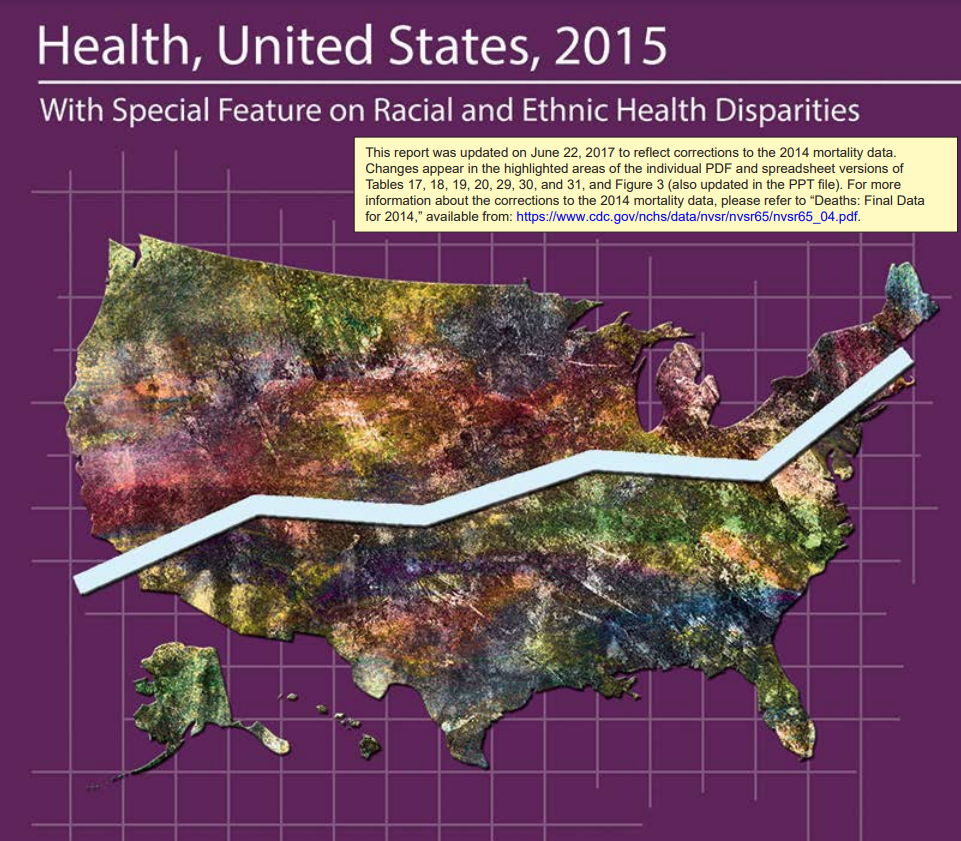 Health, United States, 2015
With Special Feature on Racial and Ethnic Health Disparities
This report was updated on June 22, 2017 to reflect corrections to the 2014 mortality data.
Changes appear in the highlighted areas of the individual PDF and spreadsheet versions of
Tables 17, 18, 19, 20, 29, 30, and 31, and Figure 3 (also updated in the PPT file). For more
information about the corrections to the 2014 mortality data, please refer to “Deaths: Final Data
for 2014,” available from: https://www.cdc.gov/nchs/data/nvsr/nvsr65/nvsr65_04.pdf.